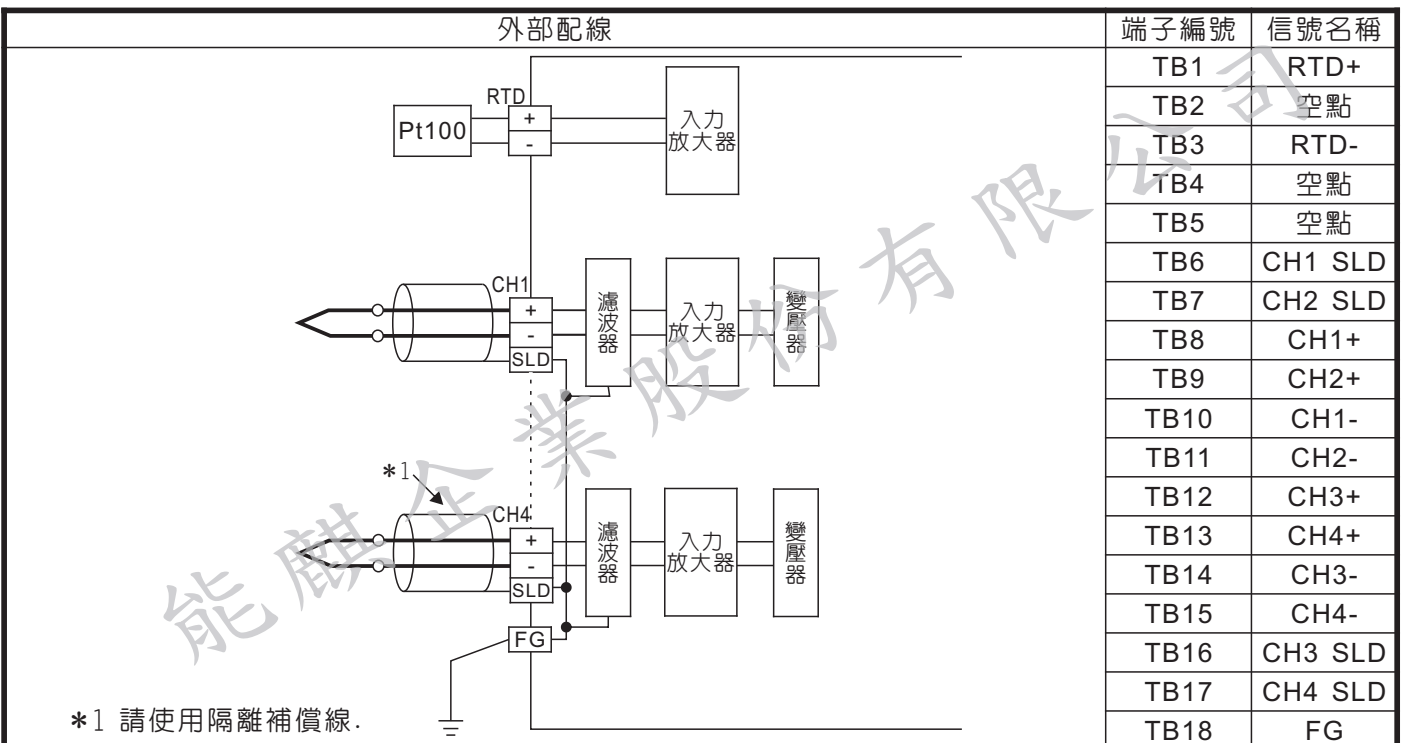 外部配線
RTD
Pt100
+
-
入力
放大器
CH1
+
-
SLD
濾波器
入力
放大器
變壓器
*1
CH4
+
-
SLD
濾波器
入力
放大器
變壓器
FG
*1 請使用隔離補償線.
端子編號 信號名稱
TB1 RTD+
TB2 空點
TB3 RTD-
TB4 空點
TB5 空點
TB6 CH1 SLD
TB7 CH2 SLD
TB8 CH1+
TB9 CH2+
TB10 CH1-
TB11 CH2-
TB12 CH3+
TB13 CH4+
TB14 CH3-
TB15 CH4-
TB16 CH3 SLD
TB17 CH4 SLD
TB18 FG
能麒企業股份有限公司